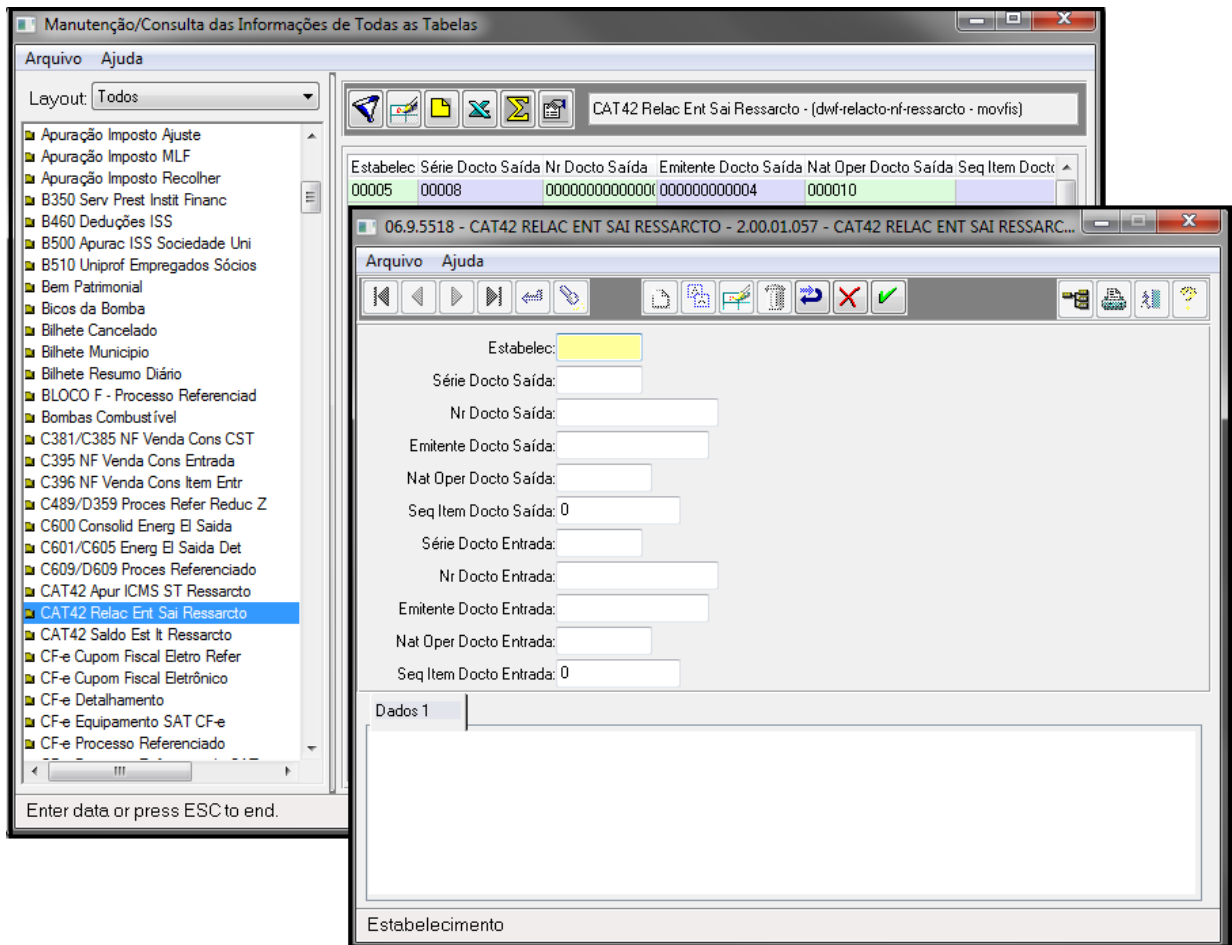 Manutenção/Consulta das Informações de Todas as Tabelas
Arquivo Ajuda
Layout: Todos
CAT42 Relac Ent Sai Ressarcto - (dwf-relacto-nf-ressarcto - movfis)
Apuração Imposto Ajuste
Apuração Imposto MLF
Apuração Imposto Recolher
B350 Serv Prest Instit Financ
B460 Deduções ISS
B500 Apurac ISS Sociedade Uni
B510 Uniprof Empregados Sócios
Bem Patrimonial
Bicos da Bomba
Bilhete Cancelado
Bilhete Municipio
Bilhete Resumo Diário
BLOCO F - Processo Referenciad
Bombas Combustível
C381/C385 NF Venda Cons CST
C395 NF Venda Cons Entrada
C396 NF Venda Cons Item Entr
C489/D359 Proces Refer Reduc Z
C600 Consolid Energ El Saida
C601/C605 Energ El Saida Det
C609/D609 Proces Referenciado
CAT42 Apur ICMS ST Ressarcto
CAT42 Relac Ent Sai Ressarcto
CAT42 Saldo Est It Ressarcto
CF-e Cupom Fiscal Eletro Refer
CF-e Cupom Fiscal Eletrônico
CF-e Detalhamento
CF-e Equipamento SAT CF-e
CF-e Processo Referenciado
Enter data or press ESC to end.
Estabelec Série Docto Saída Nr Docto Saída Emitente Docto Saída Nat Oper Docto Saída Seq Item Docto
00005 00008 00000000000000 000000000004 000010
06.9.5518 - CAT42 RELAC ENT SAI RESSARCTO - 2.00.01.057 - CAT42 RELAC ENT SAI RESSARC...
Arquivo Ajuda
Estabelec:
Série Docto Saída:
Nr Docto Saída:
Emitente Docto Saída:
Nat Oper Docto Saída:
Seq Item Docto Saída: 0
Série Docto Entrada:
Nr Docto Entrada:
Emitente Docto Entrada:
Nat Oper Docto Entrada:
Seq Item Docto Entrada: 0
Dados 1
Estabelecimento